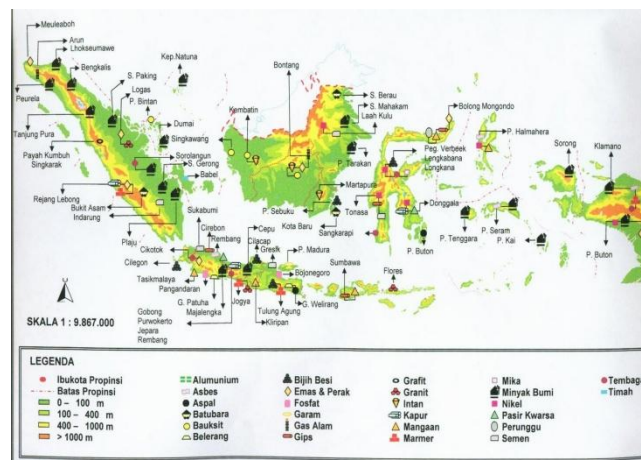 Meuleaboh
Arun
Lhokseumawe
Bengkalis
Kep.Natuna
S. Paking
Logas
P. Bintan
Dumai
Singkawang
Kembatin
Bontang
S. Berau
S. Mahakam
Laah Kulu
Bolong Mongondo
P. Halmahera
Sorong
Klamano
Peurela
Tanjung Pura
Payah Kumbuh
Singkarak
Sorolangun
S. Gerong
Babel
P. Tarakan
Peg. Verbeek
Lengkabana
Longkana
Rejang Lebong
Bukit Asam
Indarung
Plaju
Martapura
P. Sebuku
Kota Baru
Sangkarapi
Tonasa
Donggala
P. Buton
P. Tenggara
P. Seram
P. Kai
P. Buton
Sukabumi
Cirebon
Rembang
Cikotok
Cilegon
Cepu
Cilacap
Gresik
P. Madura
Bojonegoro
Sumbawa
Flores
Tasikmalaya
Pangandaran
G. Patuha
Majalengka
Jogya
Kliripan
Tulung Agung
G. Welirang
Gobong
Purwokerto
Jepara
Rembang
SKALA 1 : 9.867.000
LEGENDA
Ibukota Propinsi
Batas Propinsi
0 – 100 m
100 – 400 m
400 – 1000 m
> 1000 m
Alumunium
Asbes
Aspal
Batubara
Bauksit
Belerang
Bijih Besi
Emas & Perak
Fosfat
Garam
Gas Alam
Gips
Grafit
Granit
Intan
Kapur
Mangaan
Marmer
Mika
Minyak Bumi
Nikel
Pasir Kwarsa
Perunggu
Semen
Tembaga
Timah